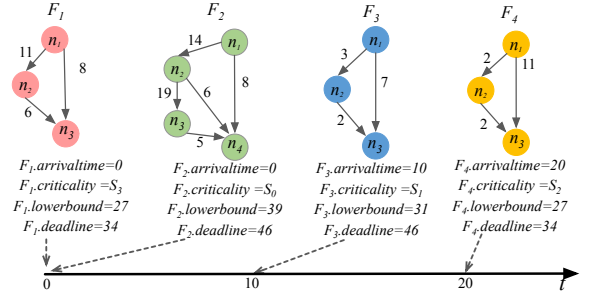 F₁ F₂ F₃ F₄
n₁ 11 8 n₂ 6 n₃
14 n₁ n₂ 19 6 8 n₃ 5 n₄
n₁ 3 7 n₂ 2 n₃
n₁ 2 11 n₂ 2 n₃
F₁.arrivaltime=0
F₁.criticality =S₃
F₁.lowerbound=27
F₁.deadline=34
F₂.arrivaltime=0
F₂.criticality =S₀
F₂.lowerbound=39
F₂.deadline=46
F₃.arrivaltime=10
F₃.criticality =S₁
F₃.lowerbound=31
F₃.deadline=46
F₄.arrivaltime=20
F₄.criticality =S₂
F₄.lowerbound=27
F₄.deadline=34
0 10 20 t